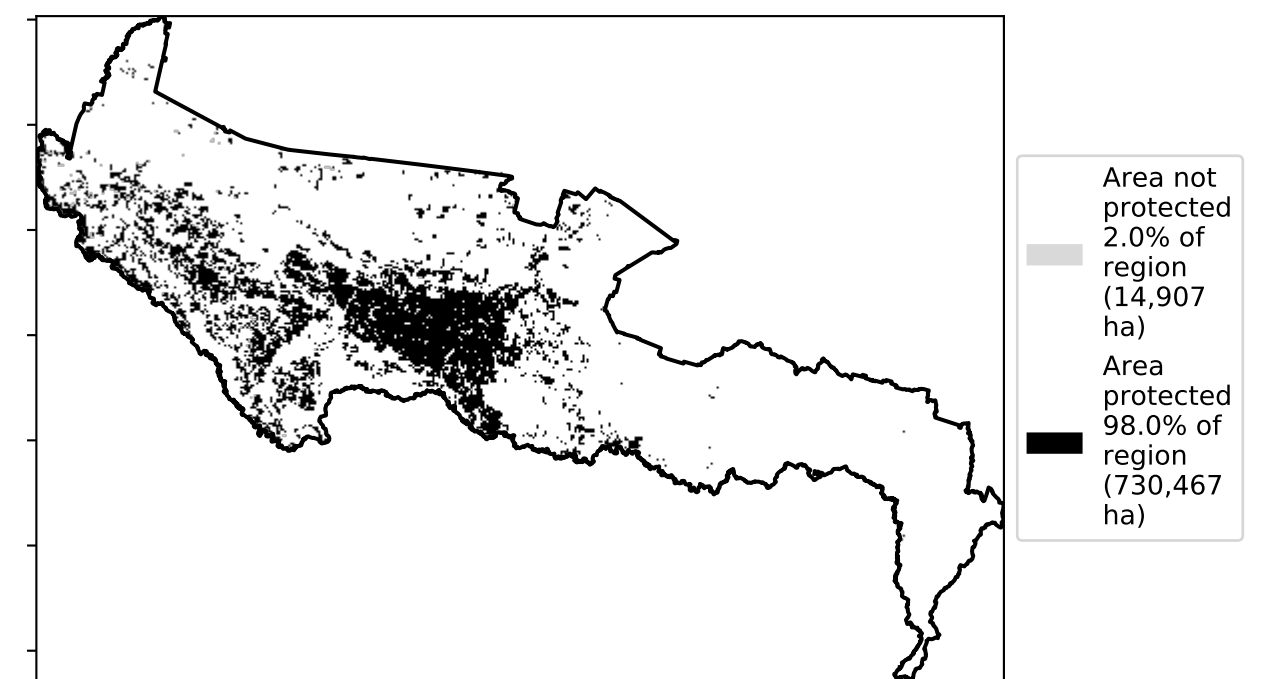 Area not
protected
2.0% of
region
(14,907
ha)
Area
protected
98.0% of
region
(730,467
ha)